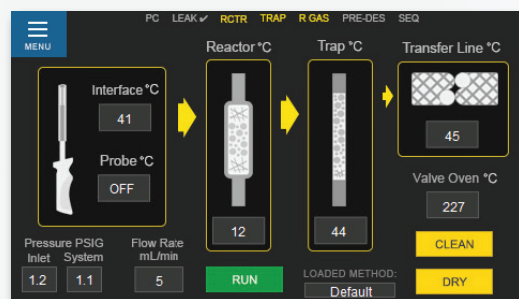 PC LEAK✔ RCTR TRAP R GAS PRE-DES SEQ
MENU
Reactor °C
Trap °C
Transfer Line °C
Interface °C
41
Probe °C
OFF
45
Valve Oven °C
227
12
44
CLEAN
Pressure PSIG
Inlet System
Flow Rate
mL/min
1.2 1.1
5
RUN
LOADED METHOD:
Default
DRY